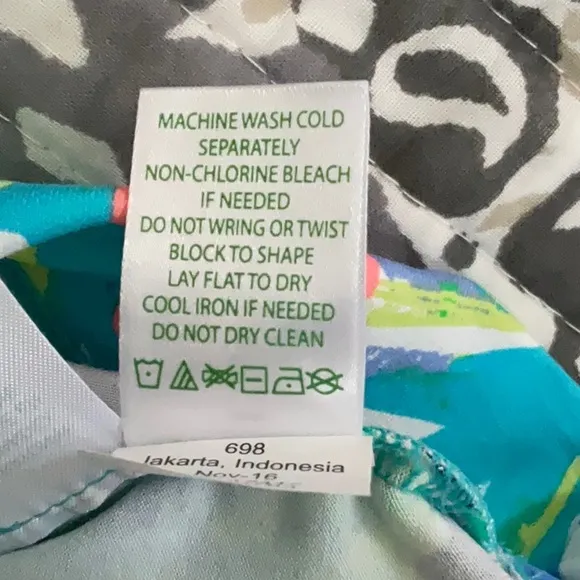 MACHINE WASH COLD
SEPARATELY
NON-CHLORINE BLEACH
IF NEEDED
DO NOT WRING OR TWIST
BLOCK TO SHAPE
LAY FLAT TO DRY
COOL IRON IF NEEDED
DO NOT DRY CLEAN
698
Jakarta, Indonesia
Nov-16